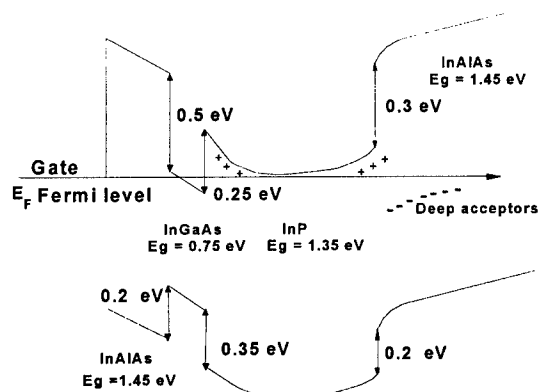 InAlAs
Eg = 1.45 eV
0.5 eV
0.3 eV
Gate
EF Fermi level
0.25 eV
Deep acceptors
InGaAs
Eg = 0.75 eV
InP
Eg = 1.35 eV
0.2 eV
0.35 eV
0.2 eV
InAlAs
Eg =1.45 eV